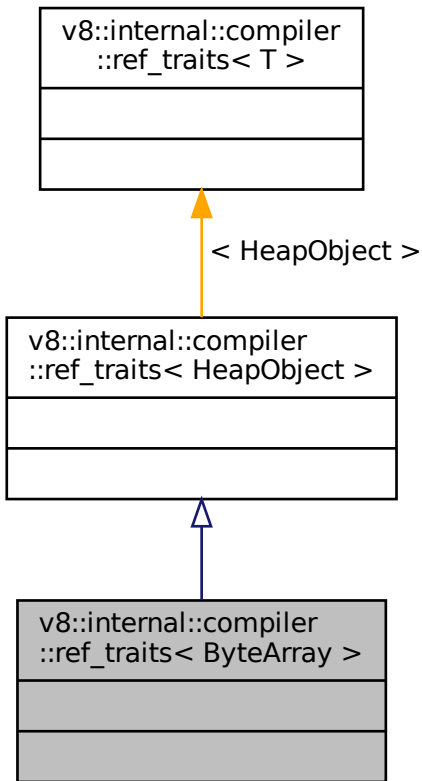 v8::internal::compiler
::ref_traits< T >
< HeapObject >
v8::internal::compiler
::ref_traits< HeapObject >
v8::internal::compiler
::ref_traits< ByteArray >